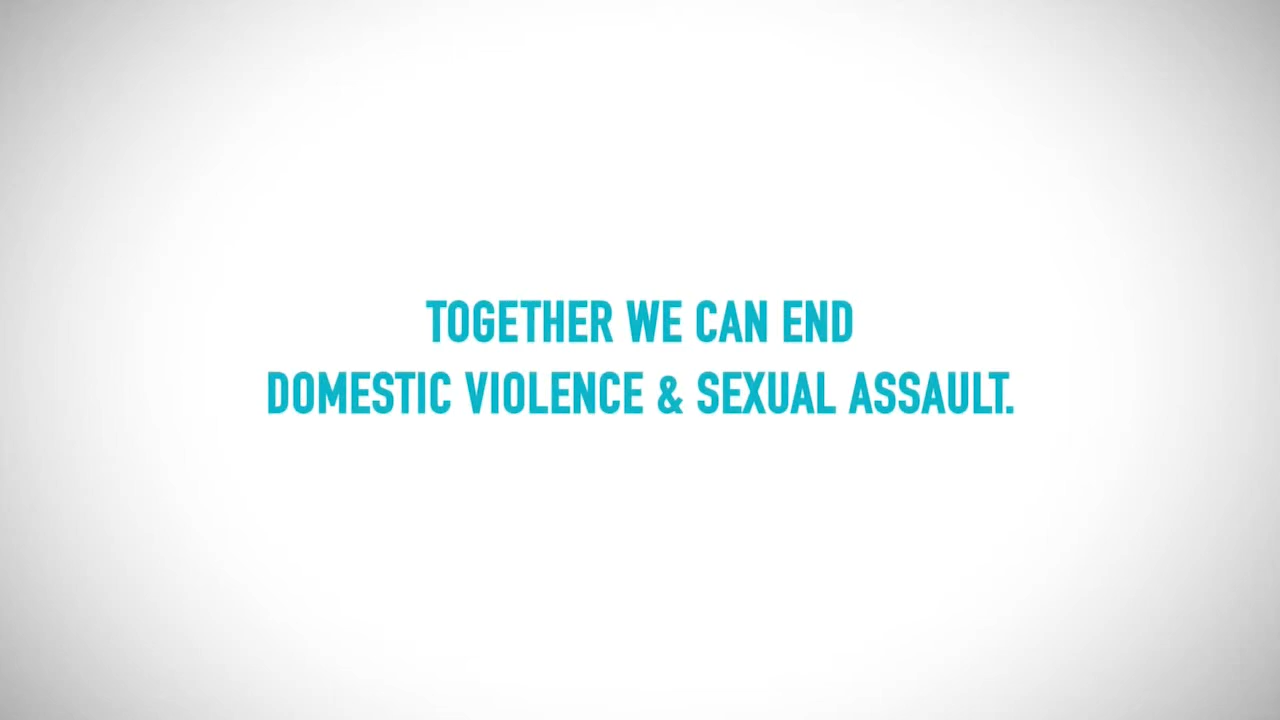 TOGETHER WE CAN END
DOMESTIC VIOLENCE & SEXUAL ASSAULT.